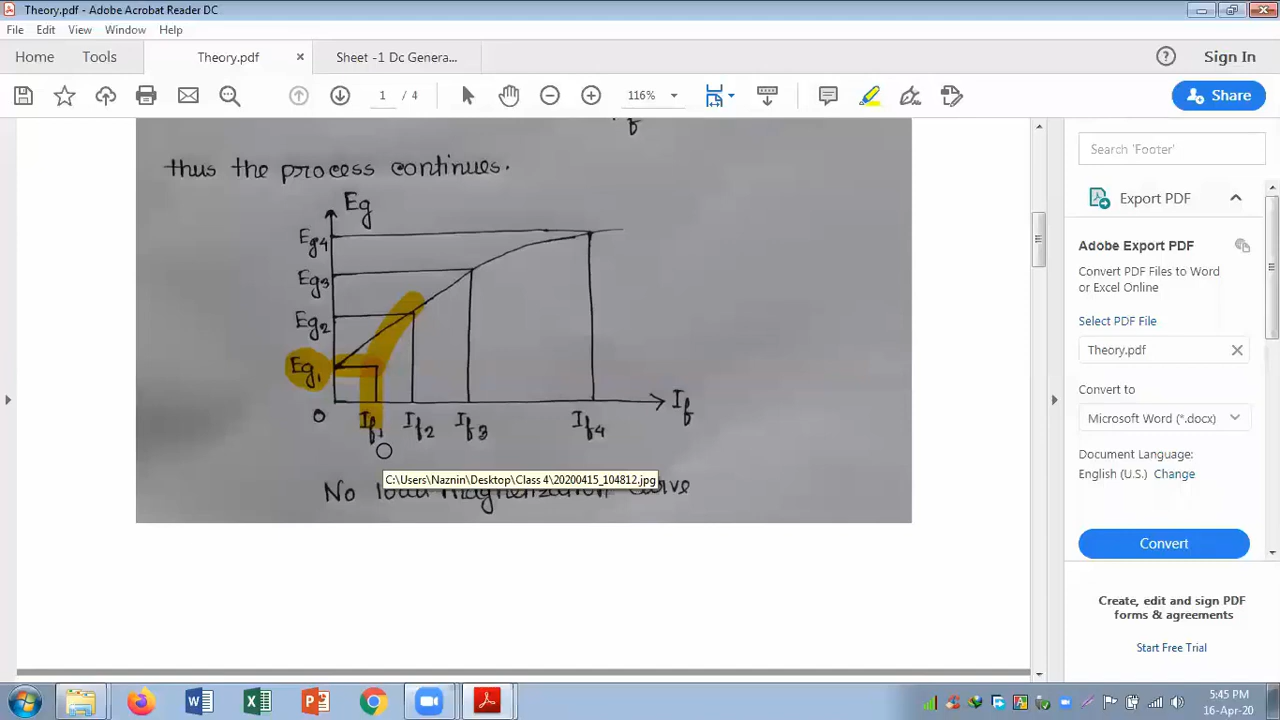 Theory.pdf - Adobe Acrobat Reader DC
File Edit View Window Help
Home Tools Theory.pdf × Sheet -1 Dc Genera... Sign In
1 / 4 116% Share
thus the process continues.
Eg
Eg4
Eg3
Eg2
Eg1
O If1 If2 If3 If4 If
C:\Users\Naznin\Desktop\Class 4\20200415_104812.jpg
No load magnetization curve
Search 'Footer'
Export PDF
Adobe Export PDF
Convert PDF Files to Word
or Excel Online
Select PDF File
Theory.pdf
Convert to
Microsoft Word (*.docx)
Document Language:
English (U.S.) Change
Convert
Create, edit and sign PDF
forms & agreements
Start Free Trial
5:45 PM
16-Apr-20